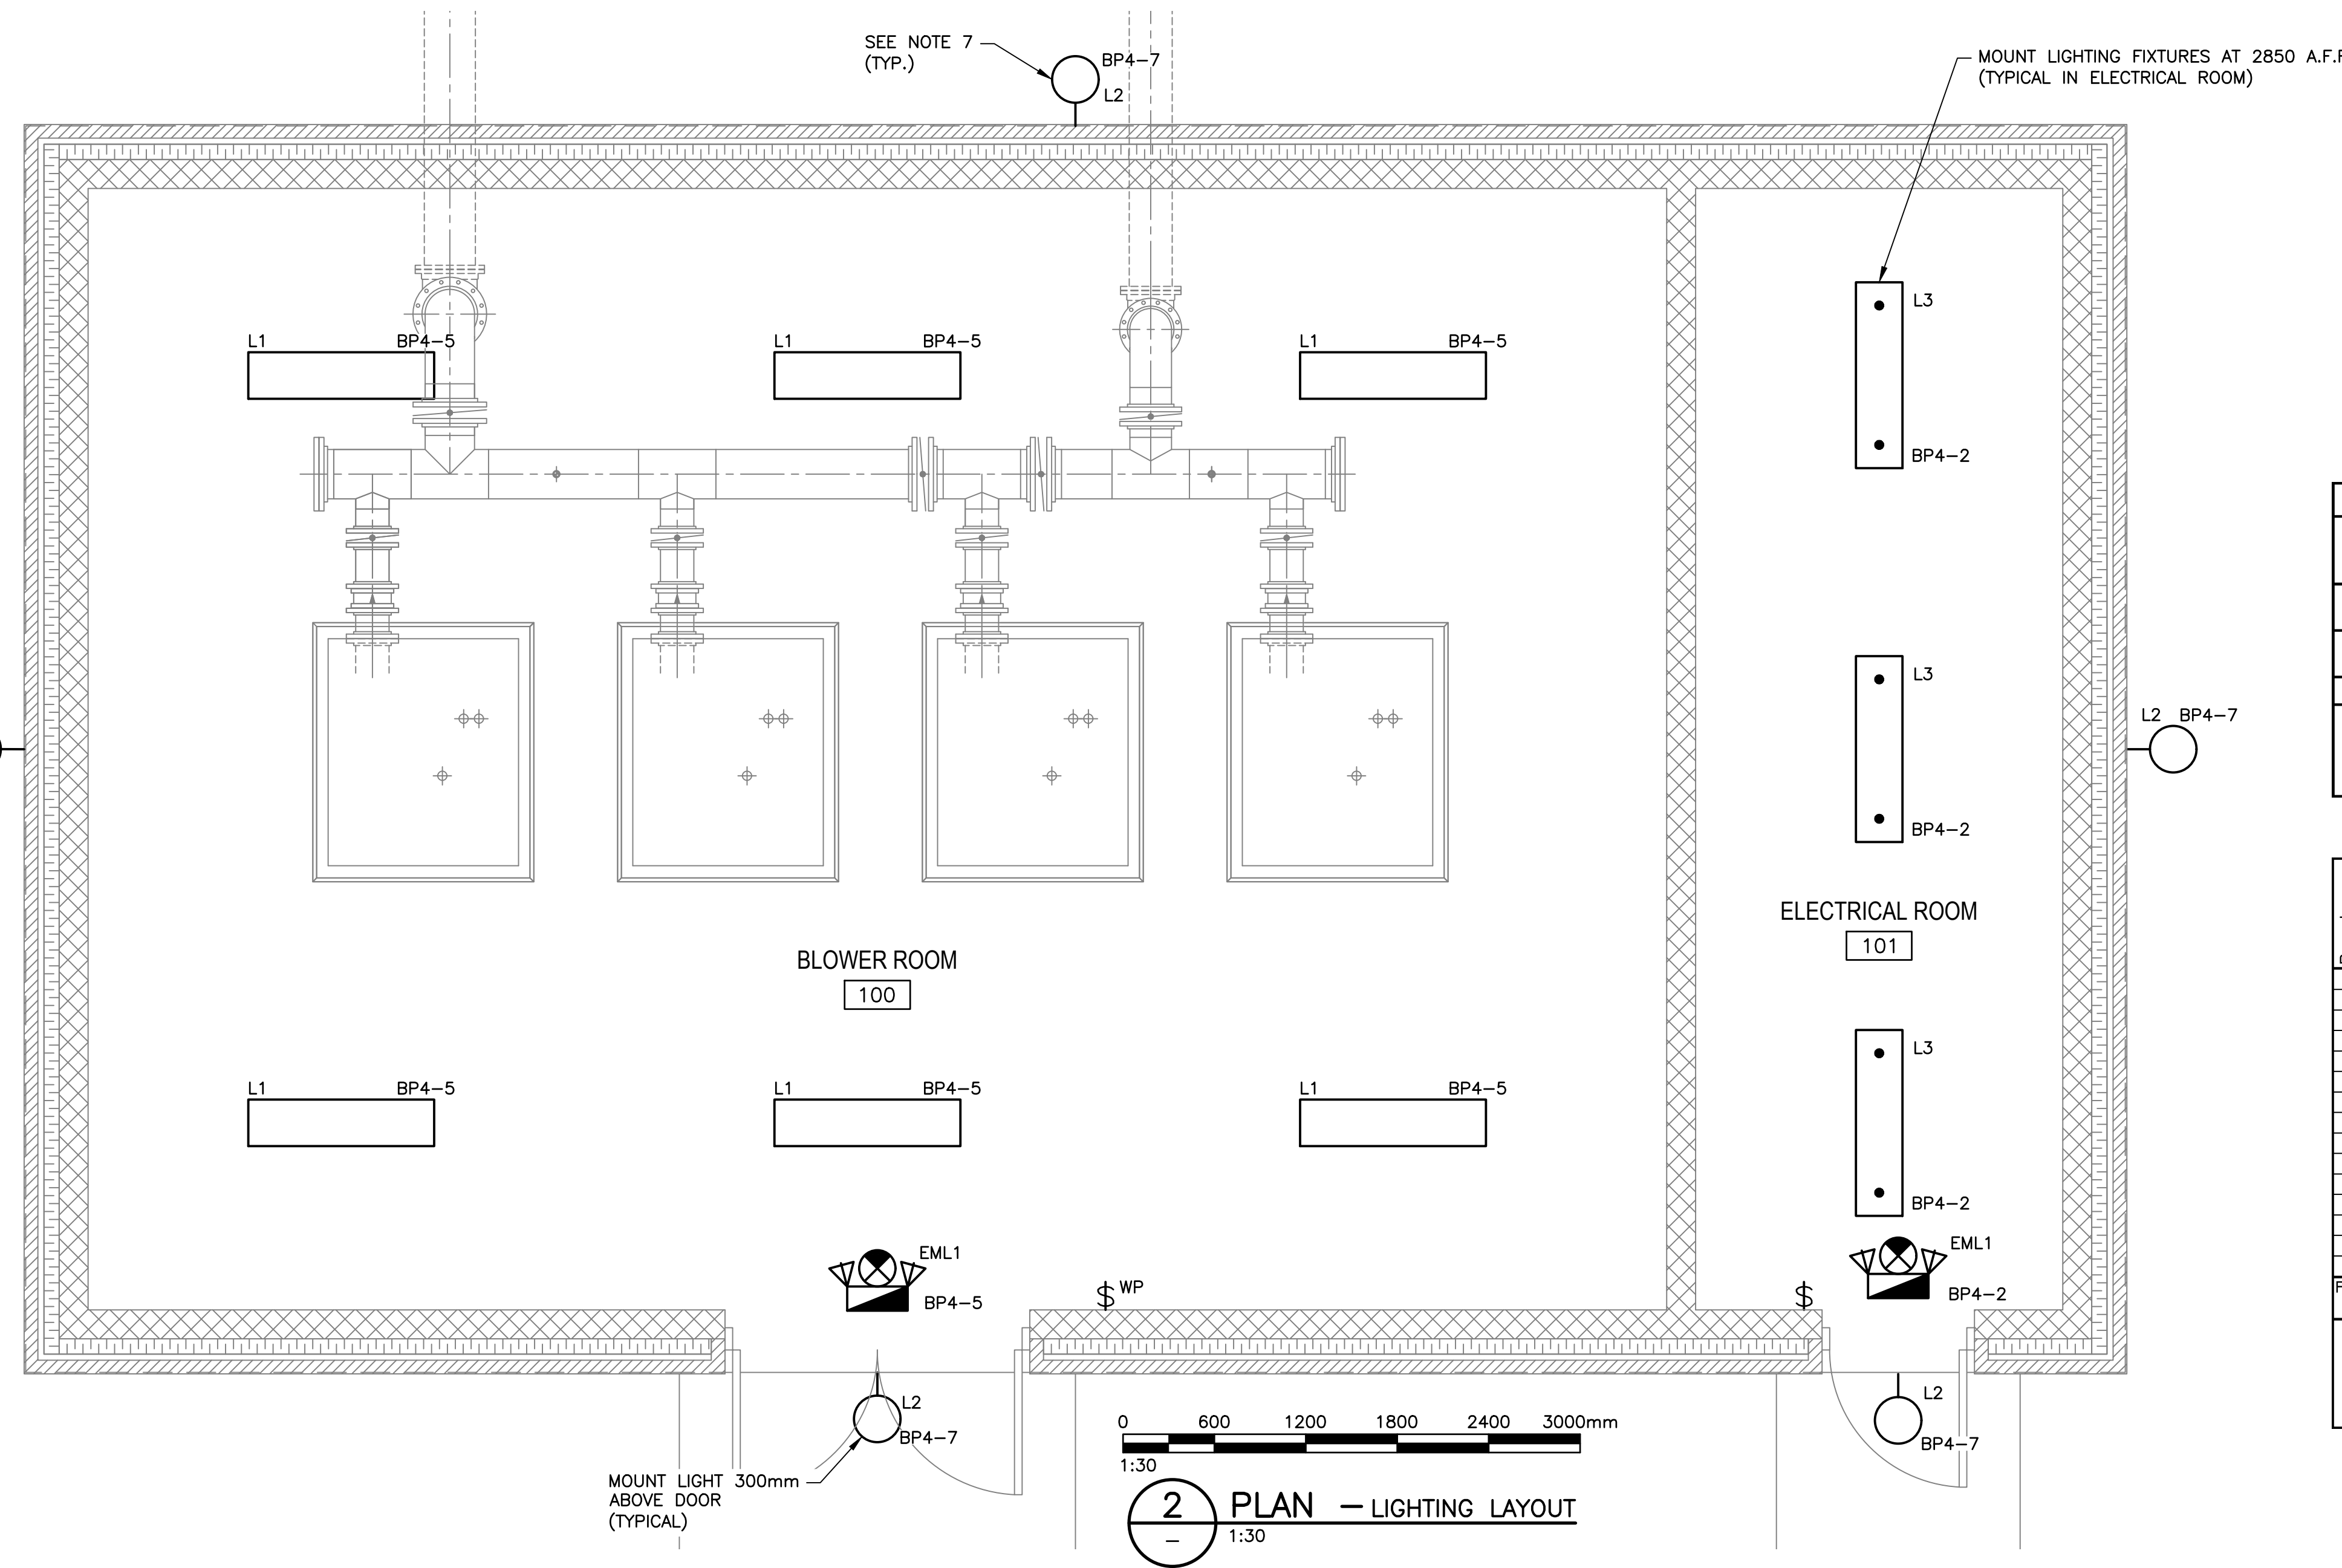 SEE NOTE 7
(TYP.)
BP4-7
L2
MOUNT LIGHTING FIXTURES AT 2850 A.F.F
(TYPICAL IN ELECTRICAL ROOM)
L1 BP4-5
L1 BP4-5
L1 BP4-5
L3
BP4-2
L3
BP4-2
L2 BP4-7
ELECTRICAL ROOM
101
BLOWER ROOM
100
L3
BP4-2
L1 BP4-5
L1 BP4-5
L1 BP4-5
EML1
BP4-5
$ WP
$
EML1
BP4-2
L2
BP4-7
L2
BP4-7
MOUNT LIGHT 300mm
ABOVE DOOR
(TYPICAL)
0 600 1200 1800 2400 3000mm
1:30
2 PLAN - LIGHTING LAYOUT
- 1:30